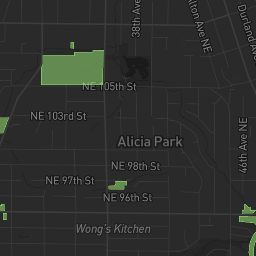 38th Ave NE
Durland Ave NE
NE 105th St
NE 103rd St
Alicia Park
NE 98th St
46th Ave NE
NE 97th St
NE 96th St
Wong's Kitchen